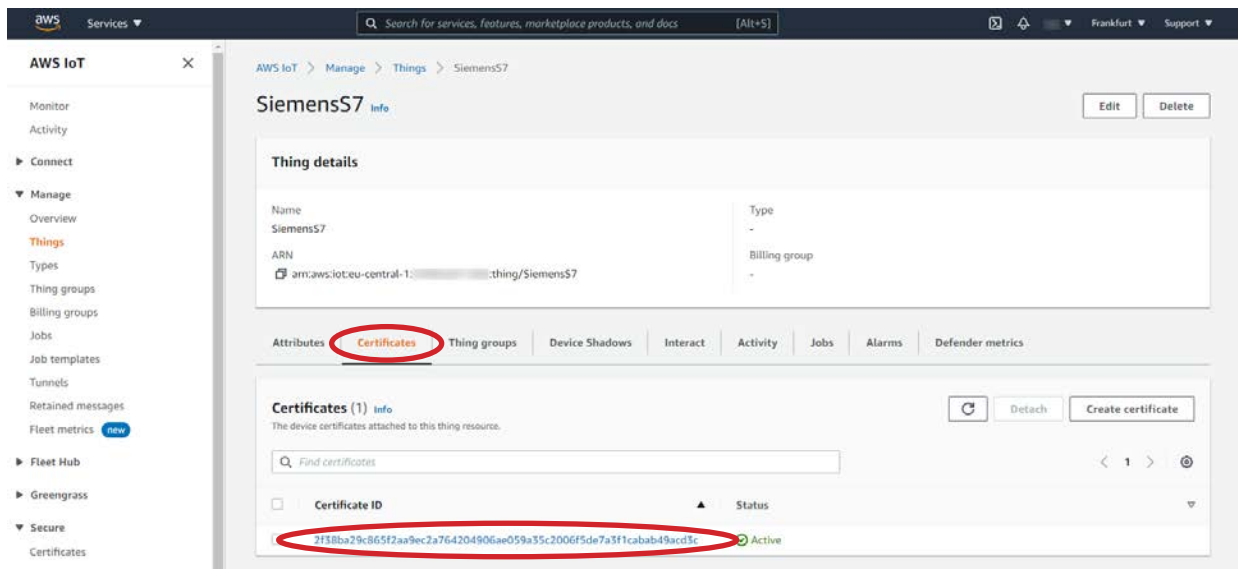 aws Services ▼ Search for services, features, marketplace products, and docs [Alt+S] Frankfurt ▼ Support ▼
AWS IoT
Monitor
Activity
Connect
Manage
Overview
Things
Types
Thing groups
Billing groups
Jobs
Job templates
Tunnels
Retained messages
Fleet metrics new
Fleet Hub
Greengrass
Secure
Certificates
AWS IoT > Manage > Things > SiemensS7
SiemensS7 Info
Edit Delete
Thing details
Name
SiemensS7
Type
-
ARN
arn:aws:iot:eu-central-1: :thing/SiemensS7
Billing group
-
Attributes Certificates Thing groups Device Shadows Interact Activity Jobs Alarms Defender metrics
Certificates (1) Info
The device certificates attached to this thing resource.
Detach Create certificate
Find certificates
< 1 >
Certificate ID ▲ Status
2f38ba29c865f2aa9ec2a764204906ae059a35c2006f5de7a3f1cabab49acd3c Active